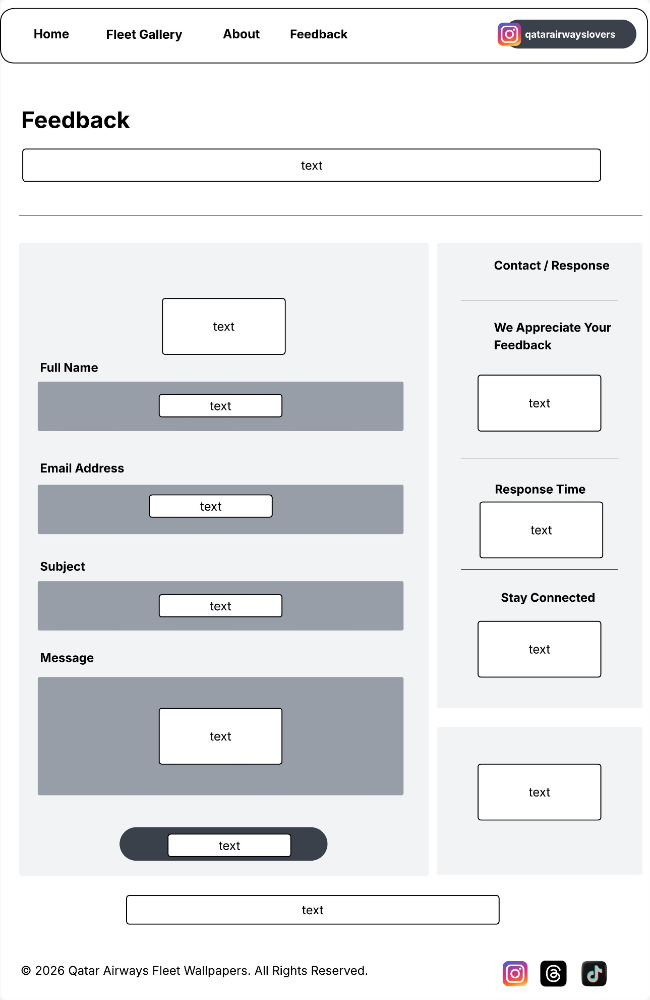 Home
Fleet Gallery
About
Feedback
qatarairwayslovers
Feedback
text
text
Full Name
text
Email Address
text
Subject
text
Message
text
text
Contact / Response
We Appreciate Your
Feedback
text
Response Time
text
Stay Connected
text
text
text
© 2026 Qatar Airways Fleet Wallpapers. All Rights Reserved.